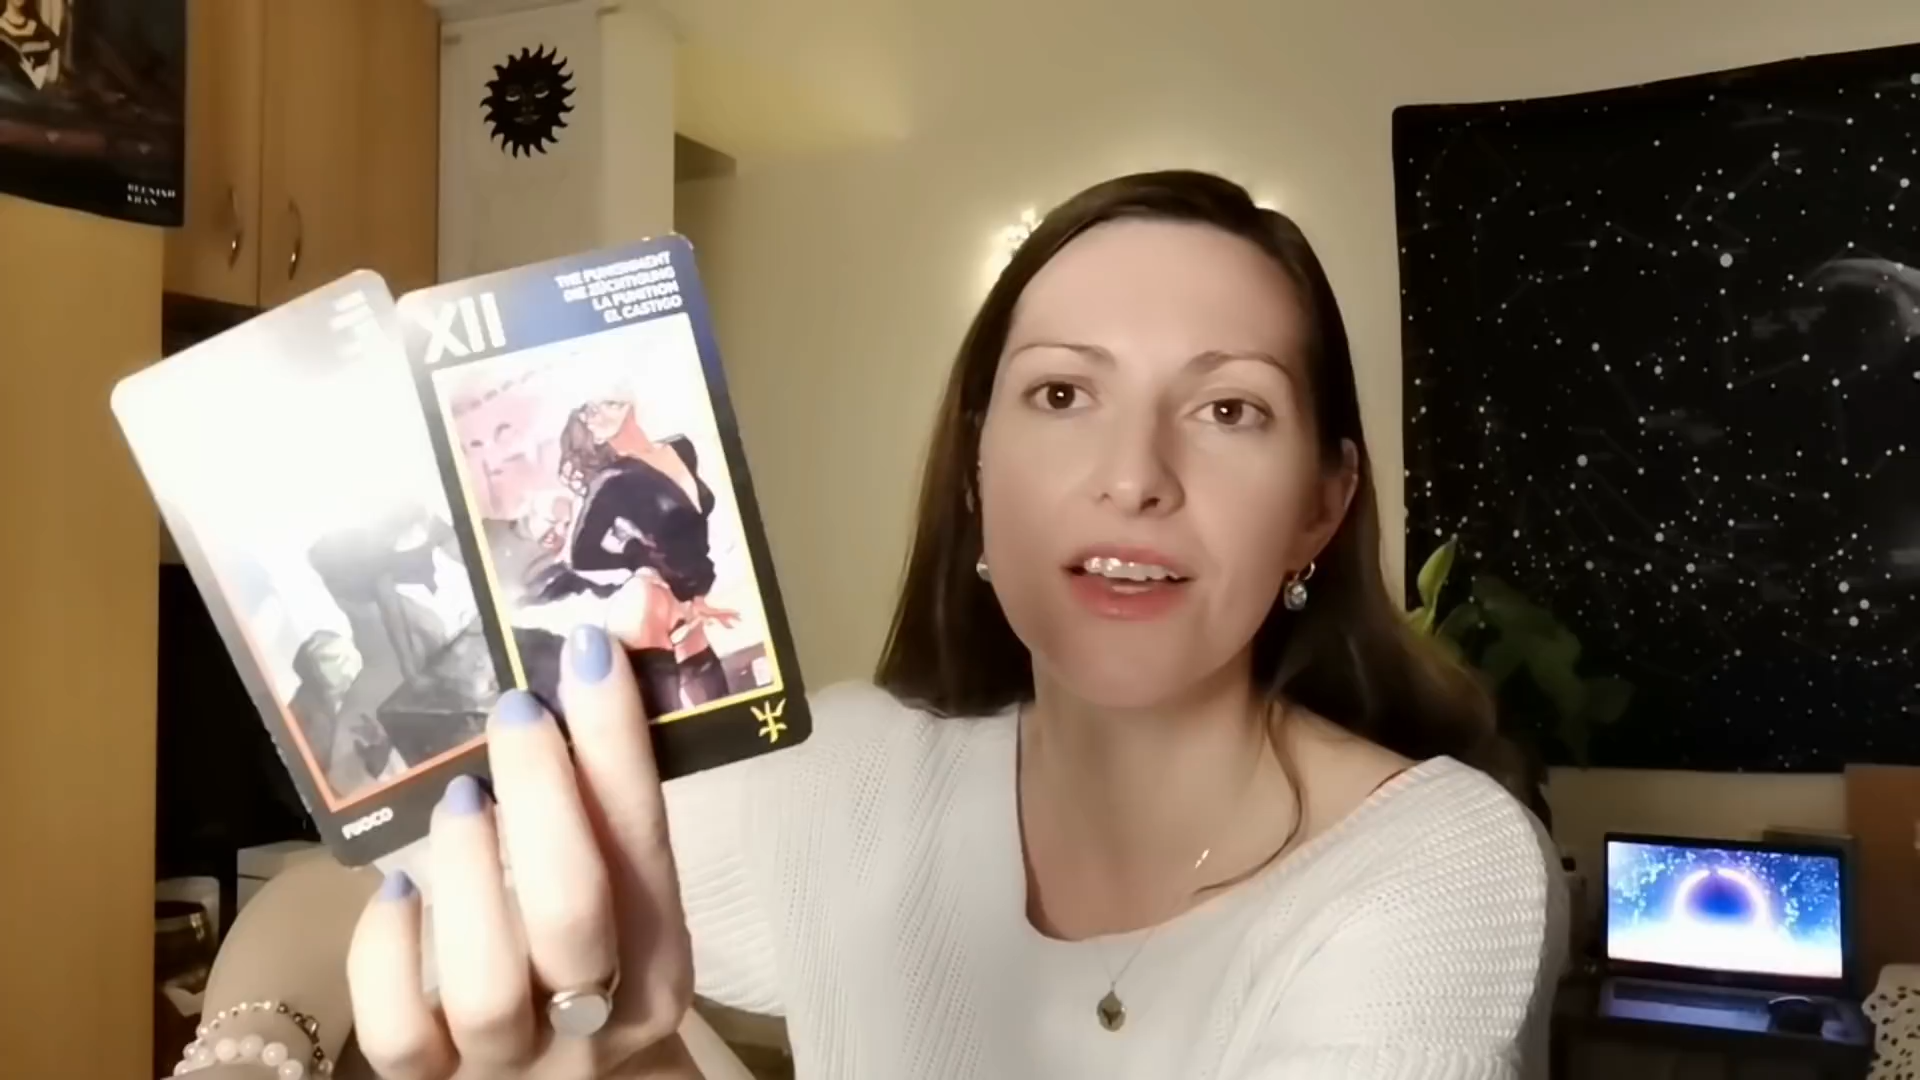 XII
THE PUNISHMENT
DIE ZÜCHTIGUNG
LA PUNITION
EL CASTIGO
FUOCO